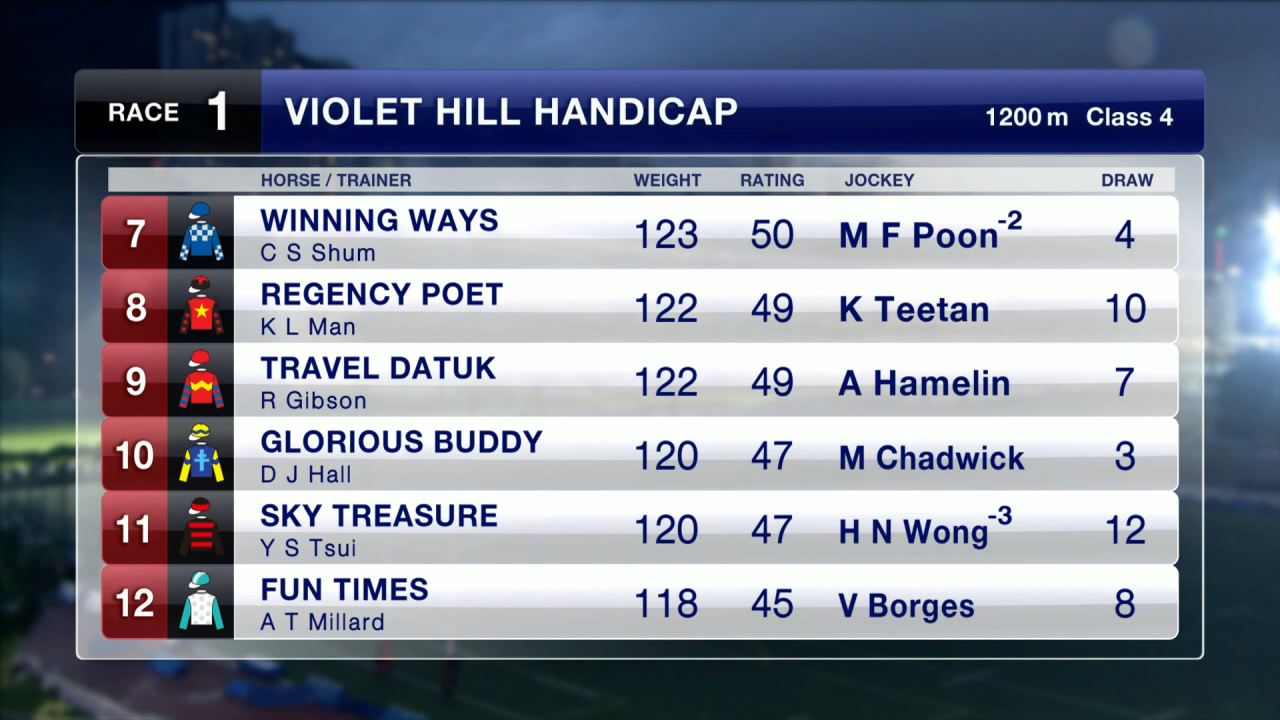 RACE 1 VIOLET HILL HANDICAP 1200 m Class 4
HORSE / TRAINER WEIGHT RATING JOCKEY DRAW
7 WINNING WAYS 123 50 M F Poon-2 4
C S Shum
8 REGENCY POET 122 49 K Teetan 10
K L Man
9 TRAVEL DATUK 122 49 A Hamelin 7
R Gibson
10 GLORIOUS BUDDY 120 47 M Chadwick 3
D J Hall
11 SKY TREASURE 120 47 H N Wong-3 12
Y S Tsui
12 FUN TIMES 118 45 V Borges 8
A T Millard